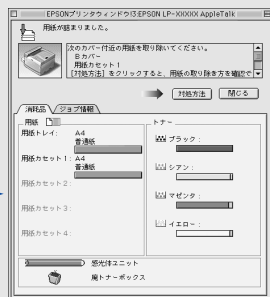 EPSONプリンタウィンドウ!3:EPSON LP-XXXXX AppleTalk
用紙が詰まりました。
次のカバー付近の用紙を取り除いてください。
Bカバー
用紙カセット1
[対処方法] をクリックすると、用紙の取り除き方を確認で
対処方法
閉じる
消耗品
ジョブ情報
用紙
用紙トレイ:
A4
普通紙
用紙カセット1:
A4
普通紙
用紙カセット2:
用紙カセット3:
用紙カセット4:
トナー
ブラック:
シアン:
マゼンタ:
イエロー:
感光体ユニット
廃トナーボックス